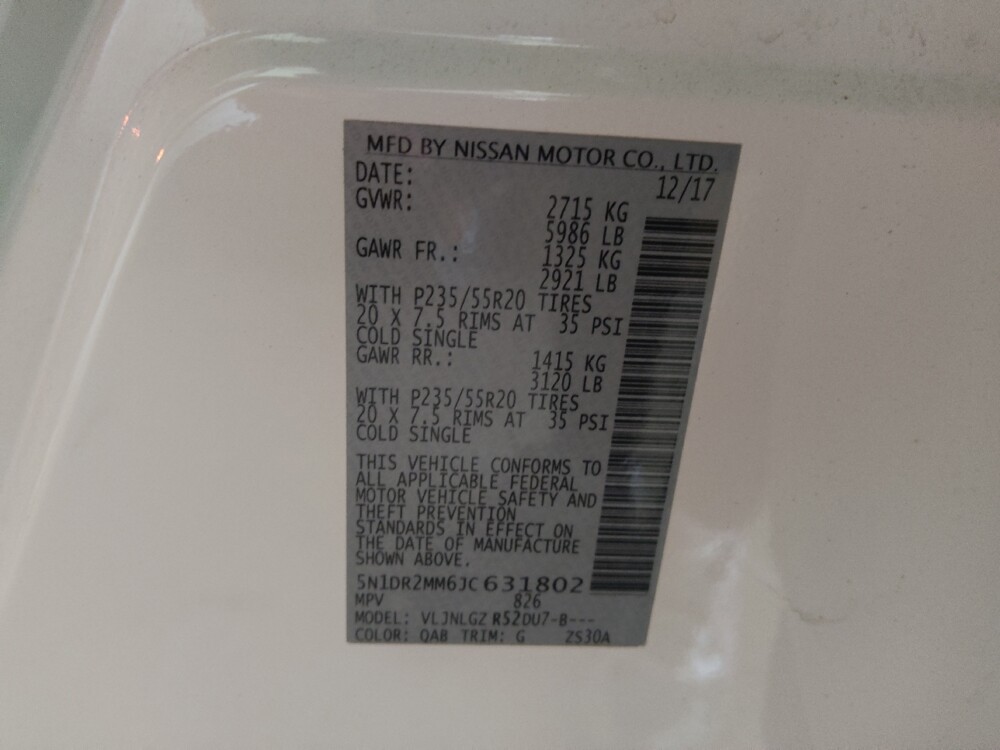 MFD BY NISSAN MOTOR CO., LTD.
DATE: 12/17
GVWR: 2715 KG
5986 LB
GAWR FR.: 1325 KG
2921 LB
WITH P235/55R20 TIRES
20 X 7.5 RIMS AT 35 PSI
COLD SINGLE
GAWR RR.: 1415 KG
3120 LB
WITH P235/55R20 TIRES
20 X 7.5 RIMS AT 35 PSI
COLD SINGLE
THIS VEHICLE CONFORMS TO
ALL APPLICABLE FEDERAL
MOTOR VEHICLE SAFETY AND
THEFT PREVENTION
STANDARDS IN EFFECT ON
THE DATE OF MANUFACTURE
SHOWN ABOVE.
5N1DR2MM6JC631802
MPV 826
MODEL: VLJNLGZ R52DU7-B---
COLOR: QAB TRIM: G ZS30A